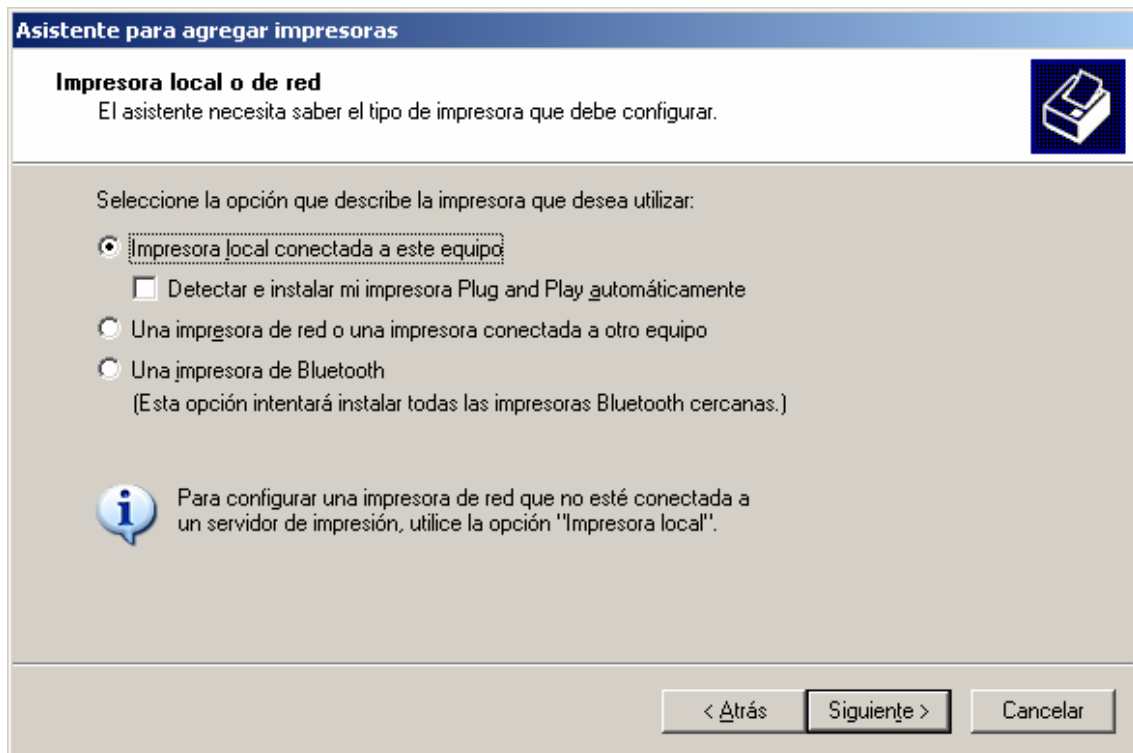 Asistente para agregar impresoras
Impresora local o de red
El asistente necesita saber el tipo de impresora que debe configurar.
Seleccione la opción que describe la impresora que desea utilizar:
Impresora local conectada a este equipo
Detectar e instalar mi impresora Plug and Play automáticamente
Una impresora de red o una impresora conectada a otro equipo
Una impresora de Bluetooth
(Esta opción intentará instalar todas las impresoras Bluetooth cercanas.)
Para configurar una impresora de red que no esté conectada a
un servidor de impresión, utilice la opción "Impresora local".
< Atrás Siguiente > Cancelar